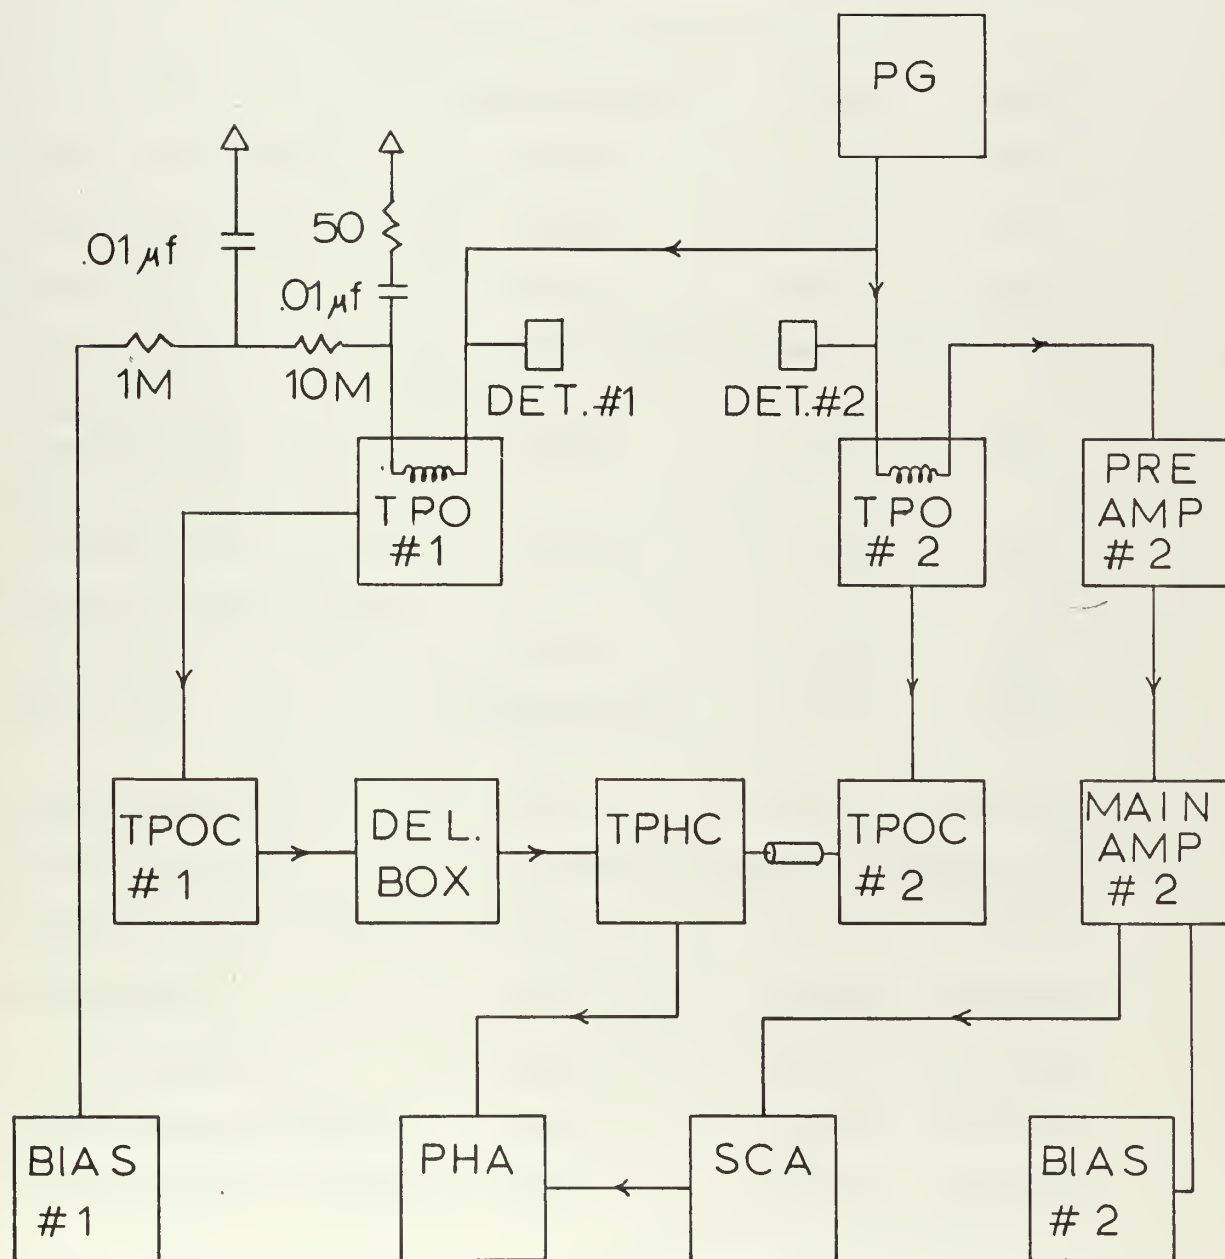 PG
.01μf
50
.01μf
1M
10M
DET.#1
DET.#2
TPO
#1
TPO
#2
PRE
AMP
#2
TPOC
#1
DEL.
BOX
TPHC
TPOC
#2
MAIN
AMP
#2
BIAS
#1
PHA
SCA
BIAS
#2